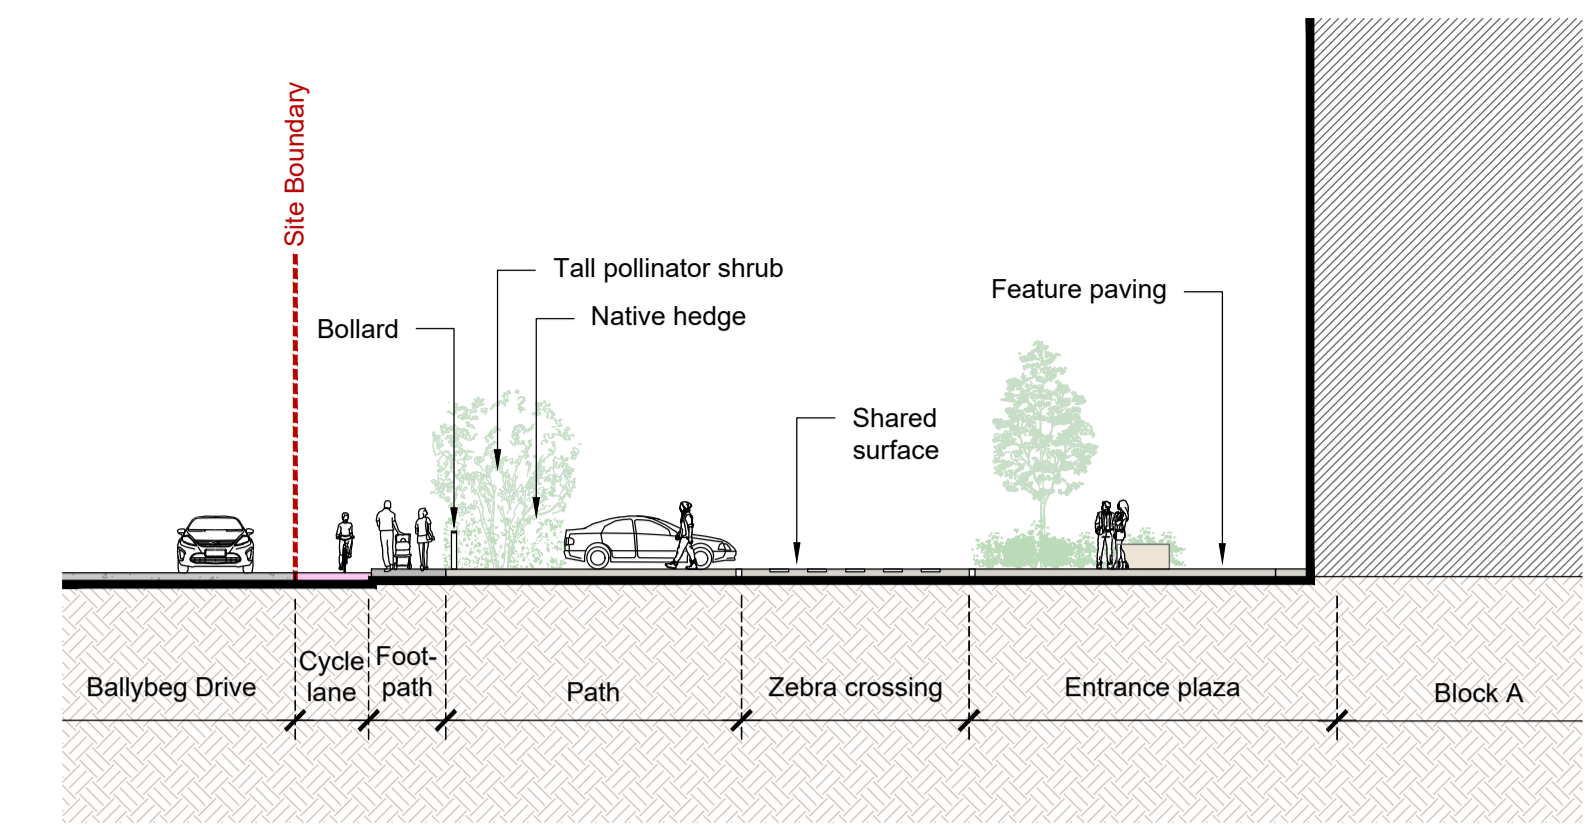 Site Boundary
Tall pollinator shrub
Native hedge
Bollard
Feature paving
Shared
surface
Ballybeg Drive
Cycle
lane
Foot-
path
Path
Zebra crossing
Entrance plaza
Block A